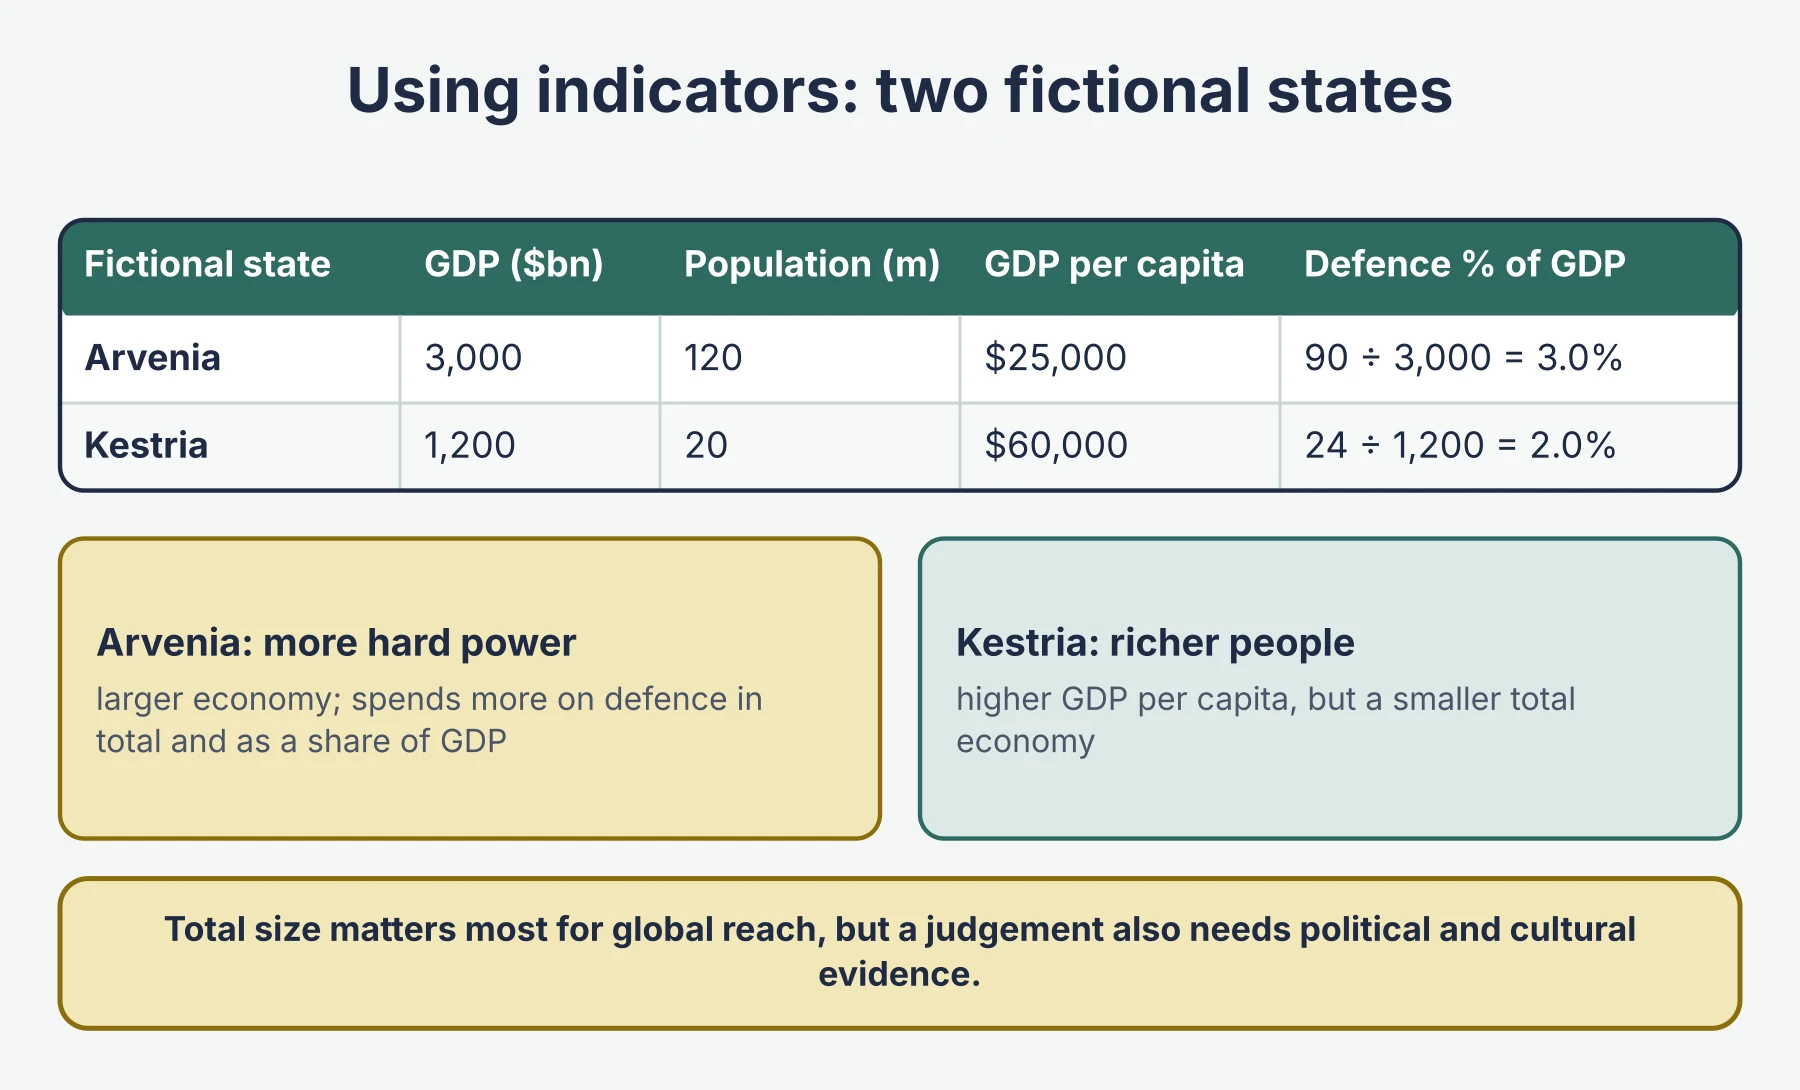 Using indicators: two fictional states
Fictional state GDP ($bn) Population (m) GDP per capita Defence % of GDP
Arvenia 3,000 120 $25,000 90 ÷ 3,000 = 3.0%
Kestria 1,200 20 $60,000 24 ÷ 1,200 = 2.0%
Arvenia: more hard power
larger economy; spends more on defence in
total and as a share of GDP
Kestria: richer people
higher GDP per capita, but a smaller total
economy
Total size matters most for global reach, but a judgement also needs political and cultural
evidence.